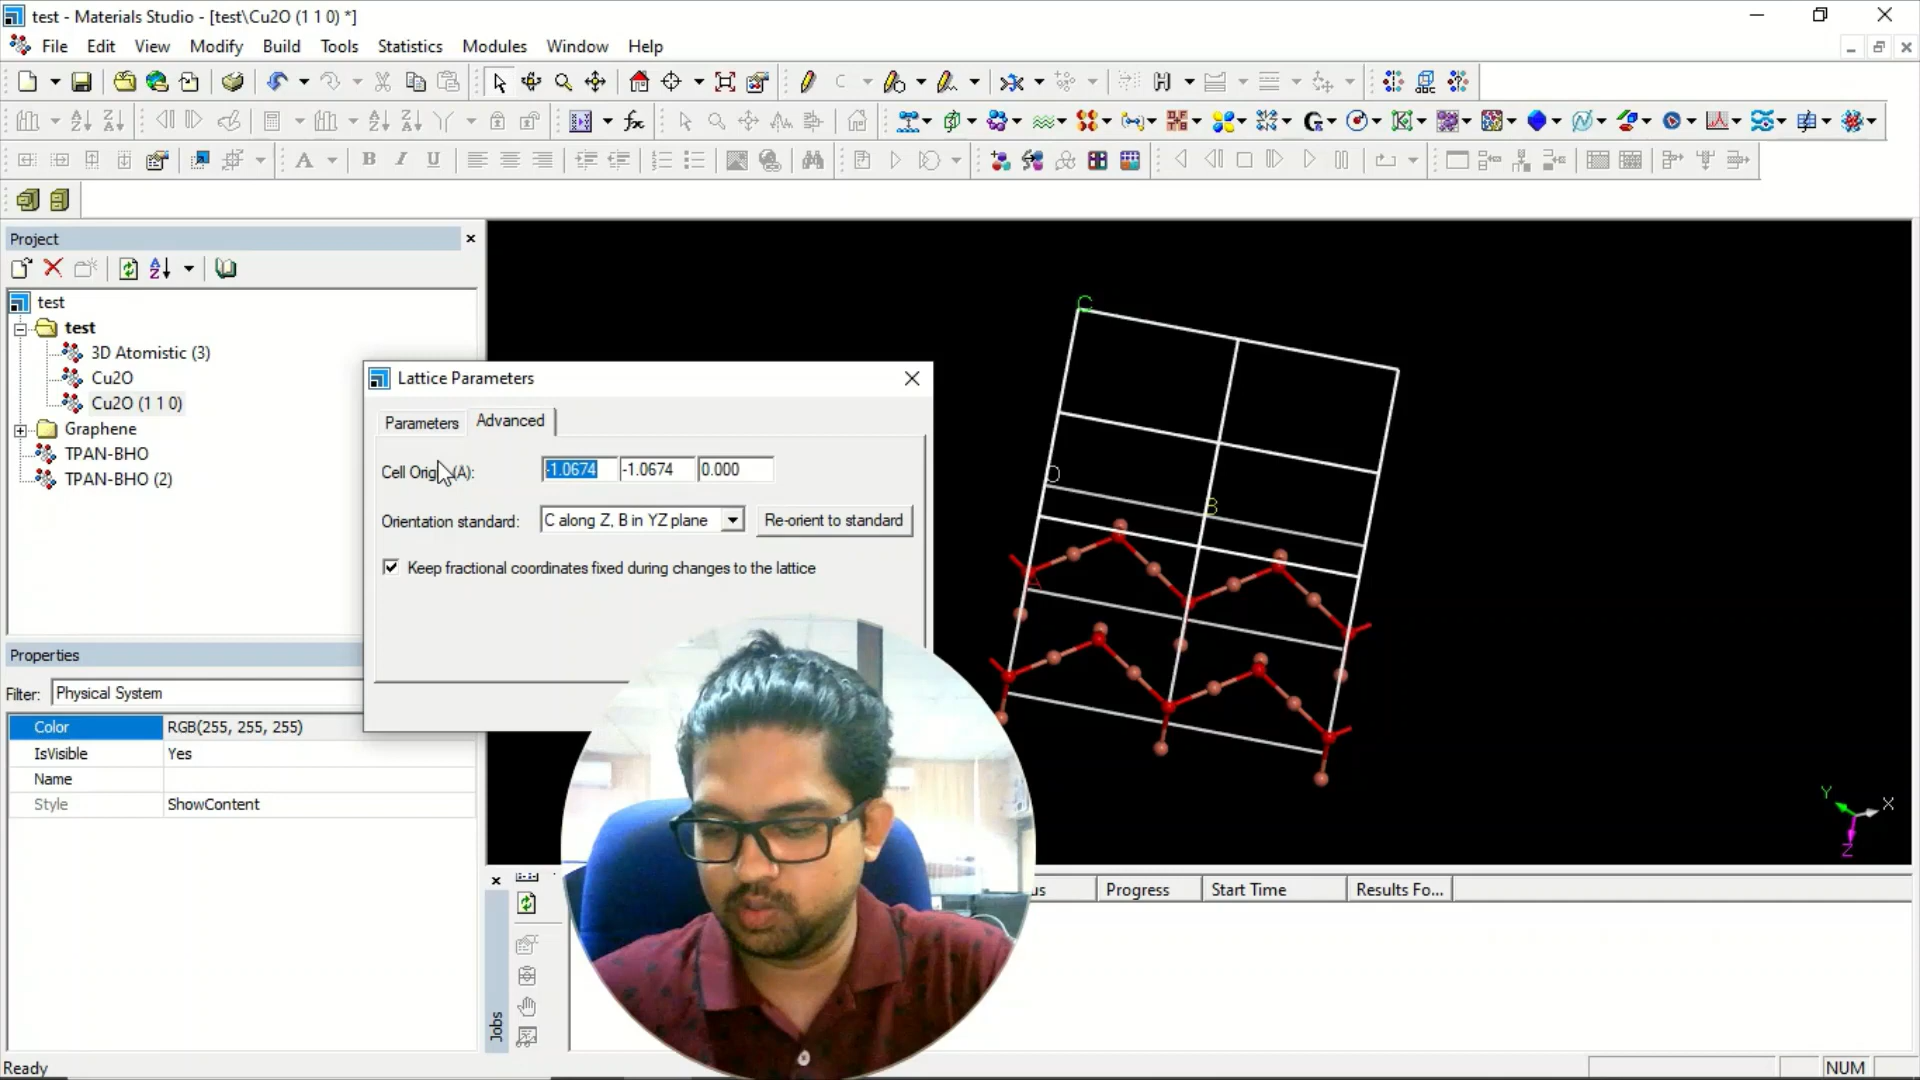 test - Materials Studio - [test\Cu2O (1 1 0) *]
File Edit View Modify Build Tools Statistics Modules Window Help
Project
test
test
3D Atomistic (3)
Cu2O
Cu2O (1 1 0)
Graphene
TPAN-BHO
TPAN-BHO (2)
Lattice Parameters
Parameters Advanced
(A):
-1.0674 -1.0674 0.000
Orientation standard: C along Z, B in YZ plane Re-orient to standard
Keep fractional coordinates fixed during changes to the lattice
C
O
B
A
Y X
Z
Properties
Filter: Physical System
Color RGB(255, 255, 255)
IsVisible Yes
Name
Style ShowContent
Progress Start Time Results Fo...
Jobs
Ready
NUM